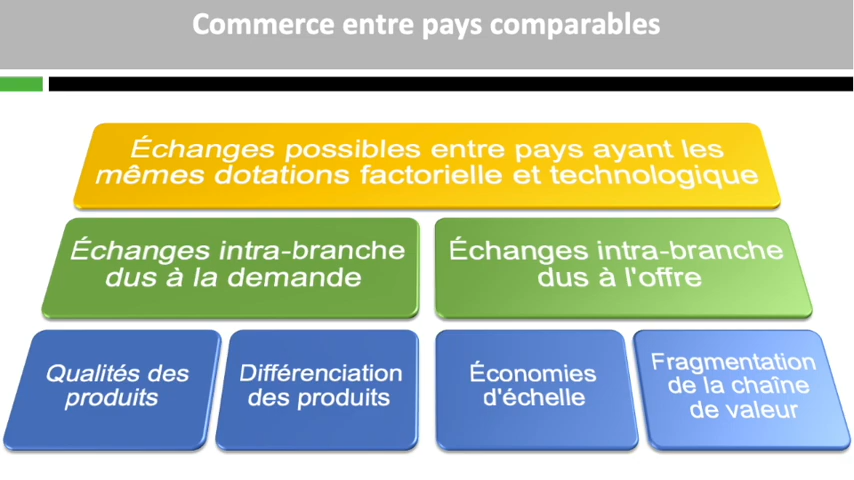 Commerce entre pays comparables
Échanges possibles entre pays ayant les
mêmes dotations factorielle et technologique
Échanges intra-branche
dus à la demande
Échanges intra-branche
dus à l'offre
Qualités des
produits
Différenciation
des produits
Économies
d'échelle
Fragmentation
de la chaîne
de valeur